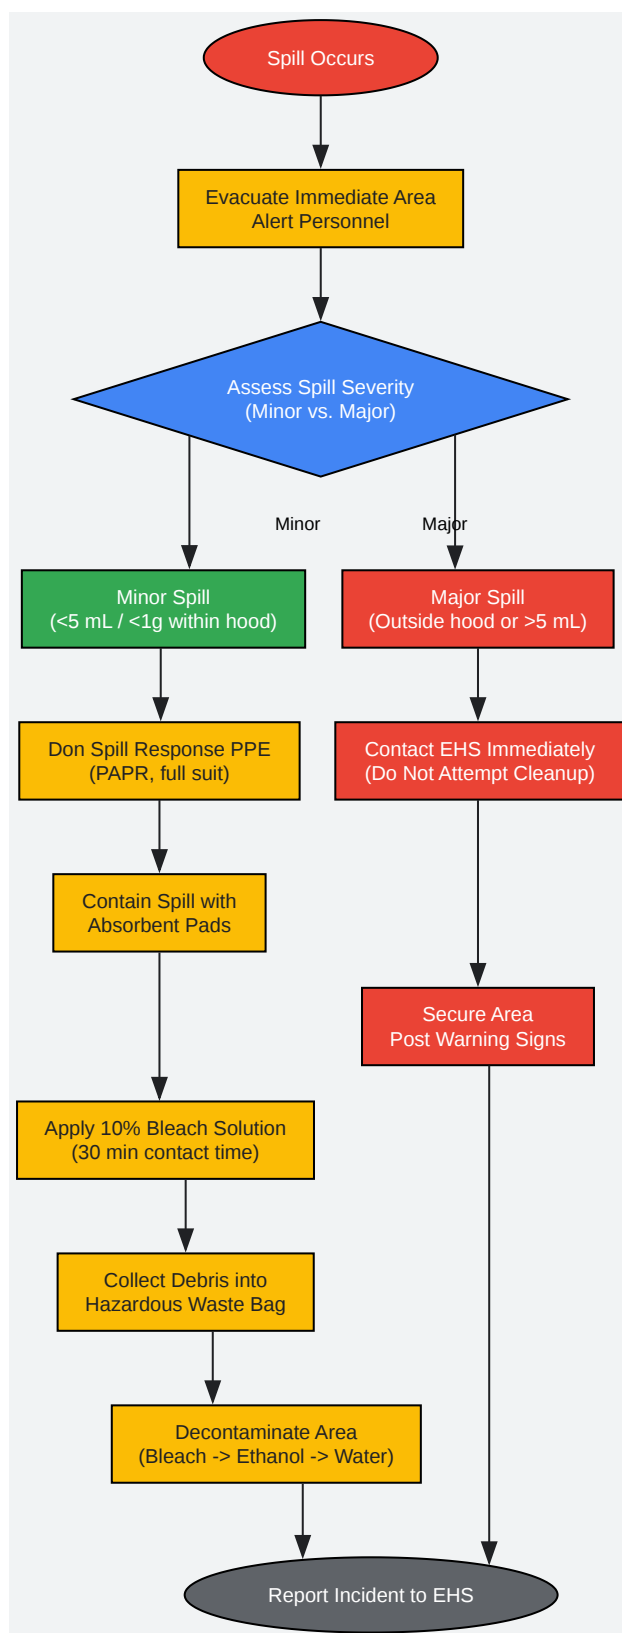 Spill Occurs
Evacuate Immediate Area
Alert Personnel
Assess Spill Severity
(Minor vs. Major)
Minor
Major
Minor Spill
(<5 mL / <1g within hood)
Major Spill
(Outside hood or >5 mL)
Don Spill Response PPE
(PAPR, full suit)
Contact EHS Immediately
(Do Not Attempt Cleanup)
Contain Spill with
Absorbent Pads
Secure Area
Post Warning Signs
Apply 10% Bleach Solution
(30 min contact time)
Collect Debris into
Hazardous Waste Bag
Decontaminate Area
(Bleach -> Ethanol -> Water)
Report Incident to EHS